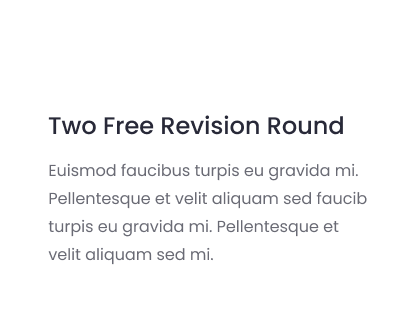 Two Free Revision Round
Euismod faucibus turpis eu gravida mi.
Pellentesque et velit aliquam sed faucib
turpis eu gravida mi. Pellentesque et
velit aliquam sed mi.